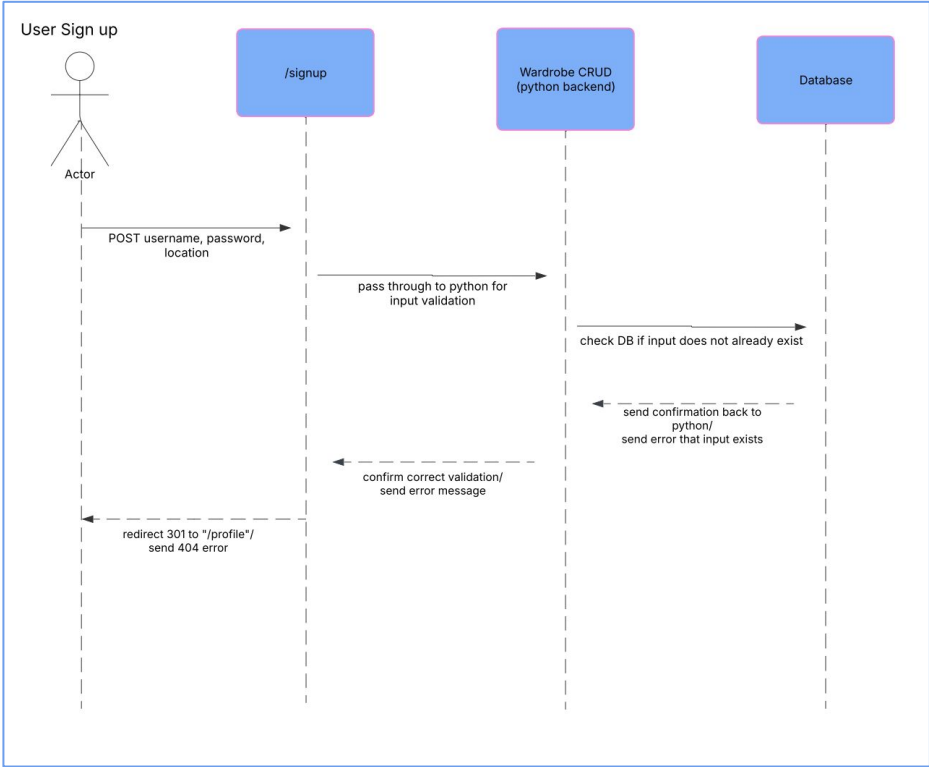 User Sign up
/signup
Wardrobe CRUD
(python backend)
Database
Actor
POST username, password,
location
pass through to python for
input validation
check DB if input does not already exist
send confirmation back to
python/
send error that input exists
confirm correct validation/
send error message
redirect 301 to "/profile"/
send 404 error